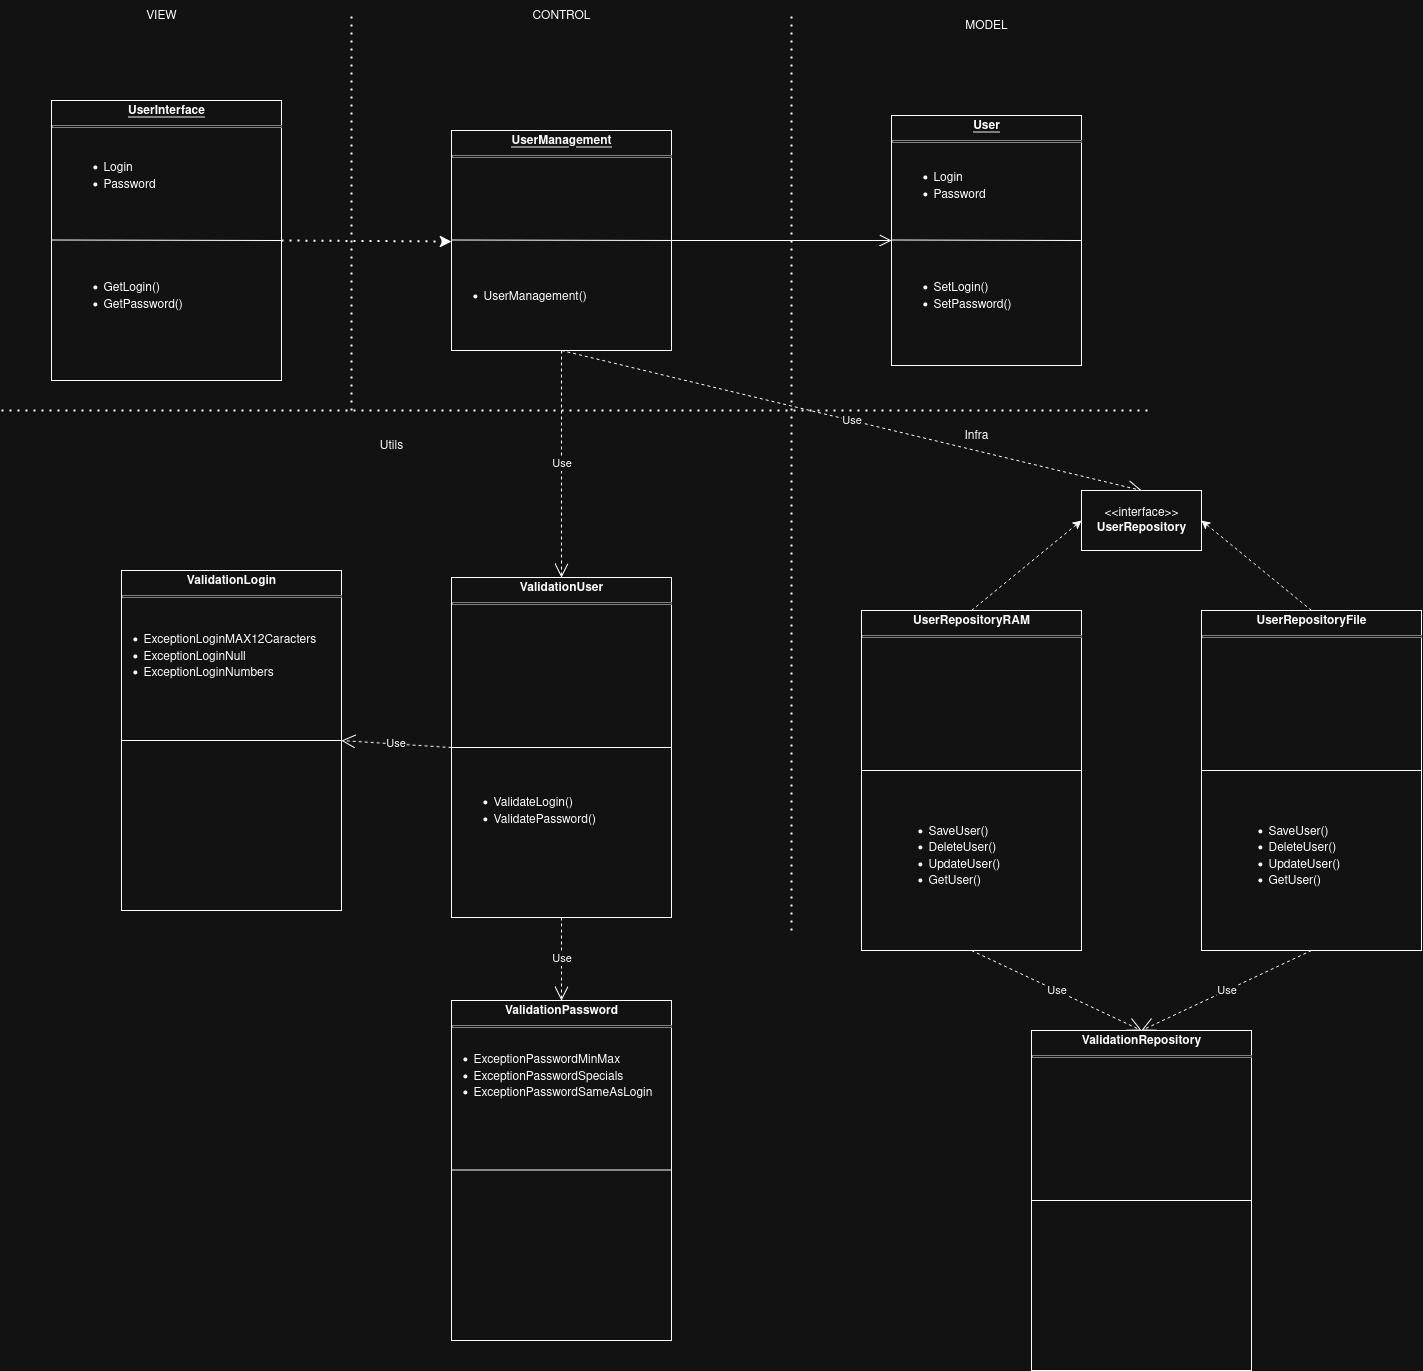 VIEW
CONTROL
MODEL
UserInterface
Login
Password
GetLogin()
GetPassword()
UserManagement
UserManagement()
User
Login
Password
SetLogin()
SetPassword()
Use
Infra
Utils
Use
<<interface>>
UserRepository
ValidationLogin
ExceptionLoginMAX12Caracters
ExceptionLoginNull
ExceptionLoginNumbers
Use
ValidationUser
ValidateLogin()
ValidatePassword()
UserRepositoryRAM
SaveUser()
DeleteUser()
UpdateUser()
GetUser()
UserRepositoryFile
SaveUser()
DeleteUser()
UpdateUser()
GetUser()
Use
Use
Use
ValidationPassword
ExceptionPasswordMinMax
ExceptionPasswordSpecials
ExceptionPasswordSameAsLogin
ValidationRepository